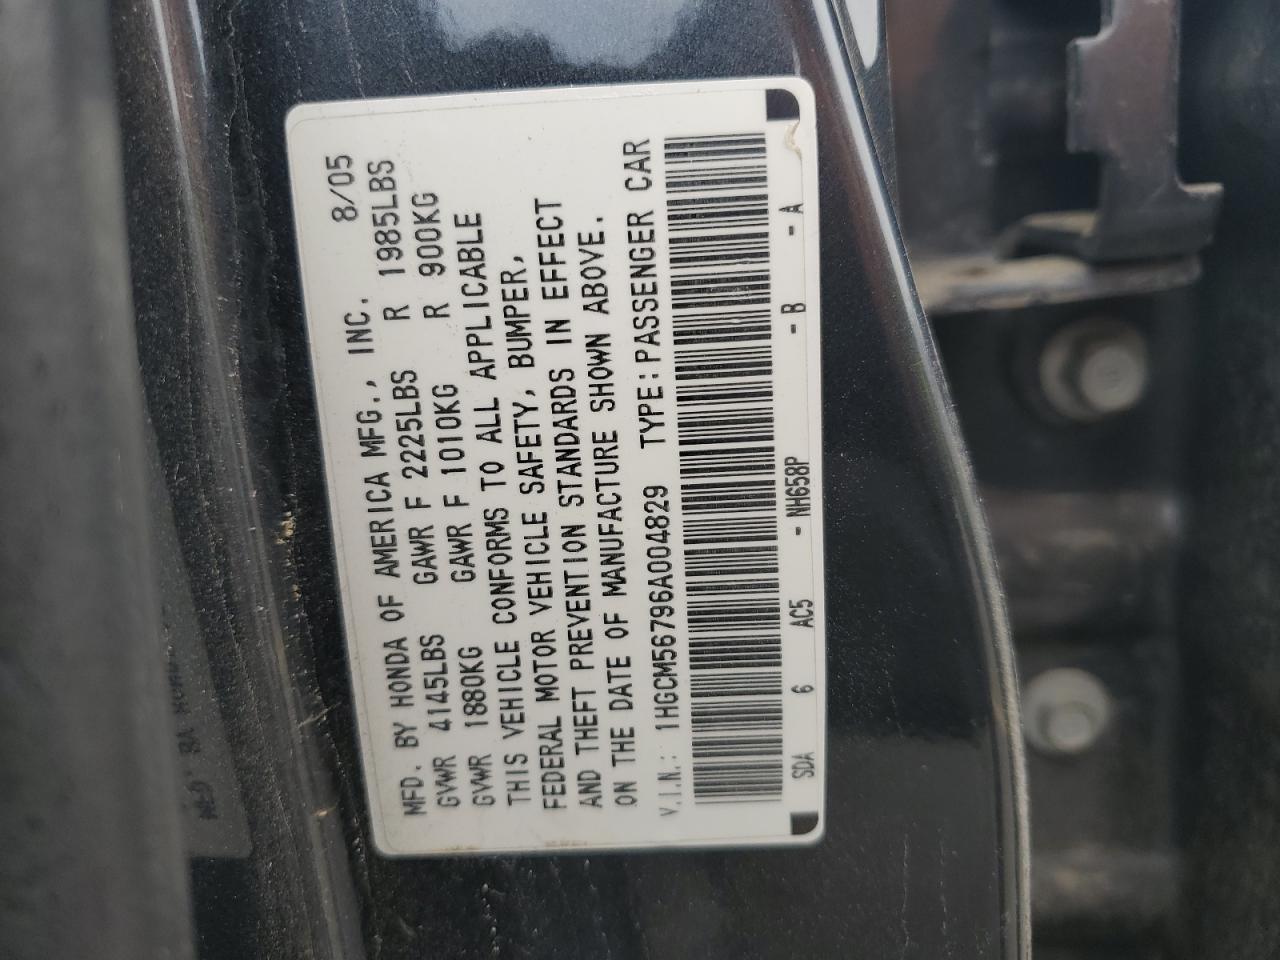 MFD. BY HONDA OF AMERICA MFG., INC. 8/05
GVWR 4145LBS GAWR F 2225LBS R 1985LBS
GVWR 1880KG GAWR F 1010KG R 900KG
THIS VEHICLE CONFORMS TO ALL APPLICABLE
FEDERAL MOTOR VEHICLE SAFETY, BUMPER,
AND THEFT PREVENTION STANDARDS IN EFFECT
ON THE DATE OF MANUFACTURE SHOWN ABOVE.
V.I.N.: 1HGCM56796A004829 TYPE:PASSENGER CAR
SDA 6 AC5 - NH658P - B - A